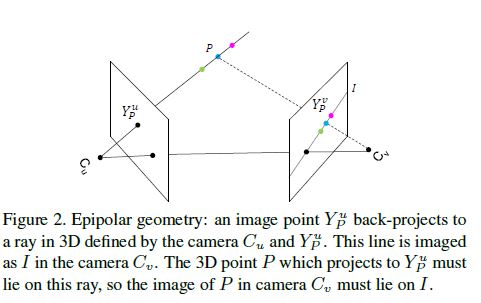 P
I
Y_P^u
Y_P^v
C_u
C_v
Figure 2. Epipolar geometry: an image point Y_P^u back-projects to
a ray in 3D defined by the camera C_u and Y_P^u. This line is imaged
as I in the camera C_v. The 3D point P which projects to Y_P^u must
lie on this ray, so the image of P in camera C_v must lie on I.